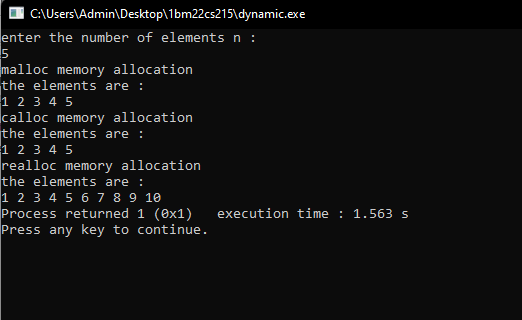 C:\Users\Admin\Desktop\1bm22cs215\dynamic.exe
enter the number of elements n :
5
malloc memory allocation
the elements are :
1 2 3 4 5
calloc memory allocation
the elements are :
1 2 3 4 5
realloc memory allocation
the elements are :
1 2 3 4 5 6 7 8 9 10
Process returned 1 (0x1)   execution time : 1.563 s
Press any key to continue.